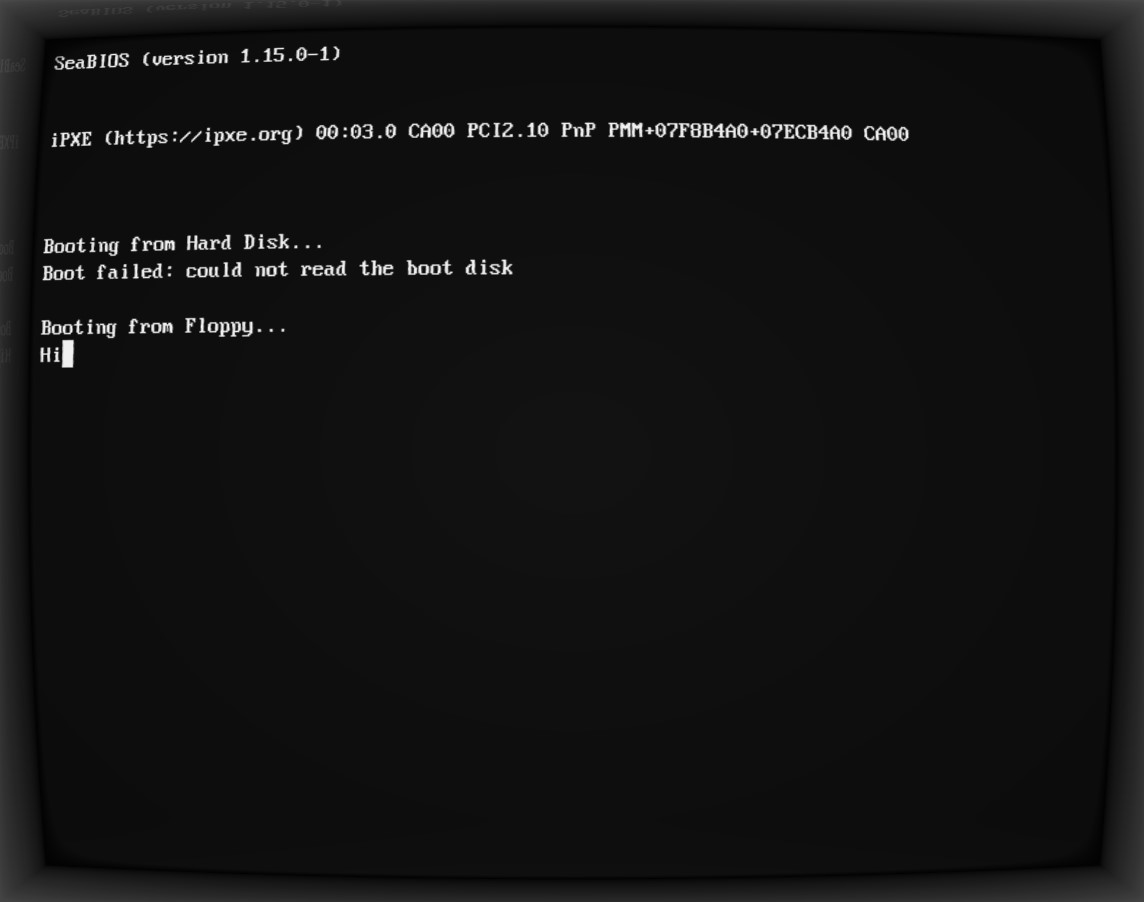 SeaBIOS (version 1.15.0-1)
iPXE (https://ipxe.org) 00:03.0 CA00 PCI2.10 PnP PMM+07F8B4A0+07ECB4A0 CA00
Booting from Hard Disk...
Boot failed: could not read the boot disk
Booting from Floppy...
Hi